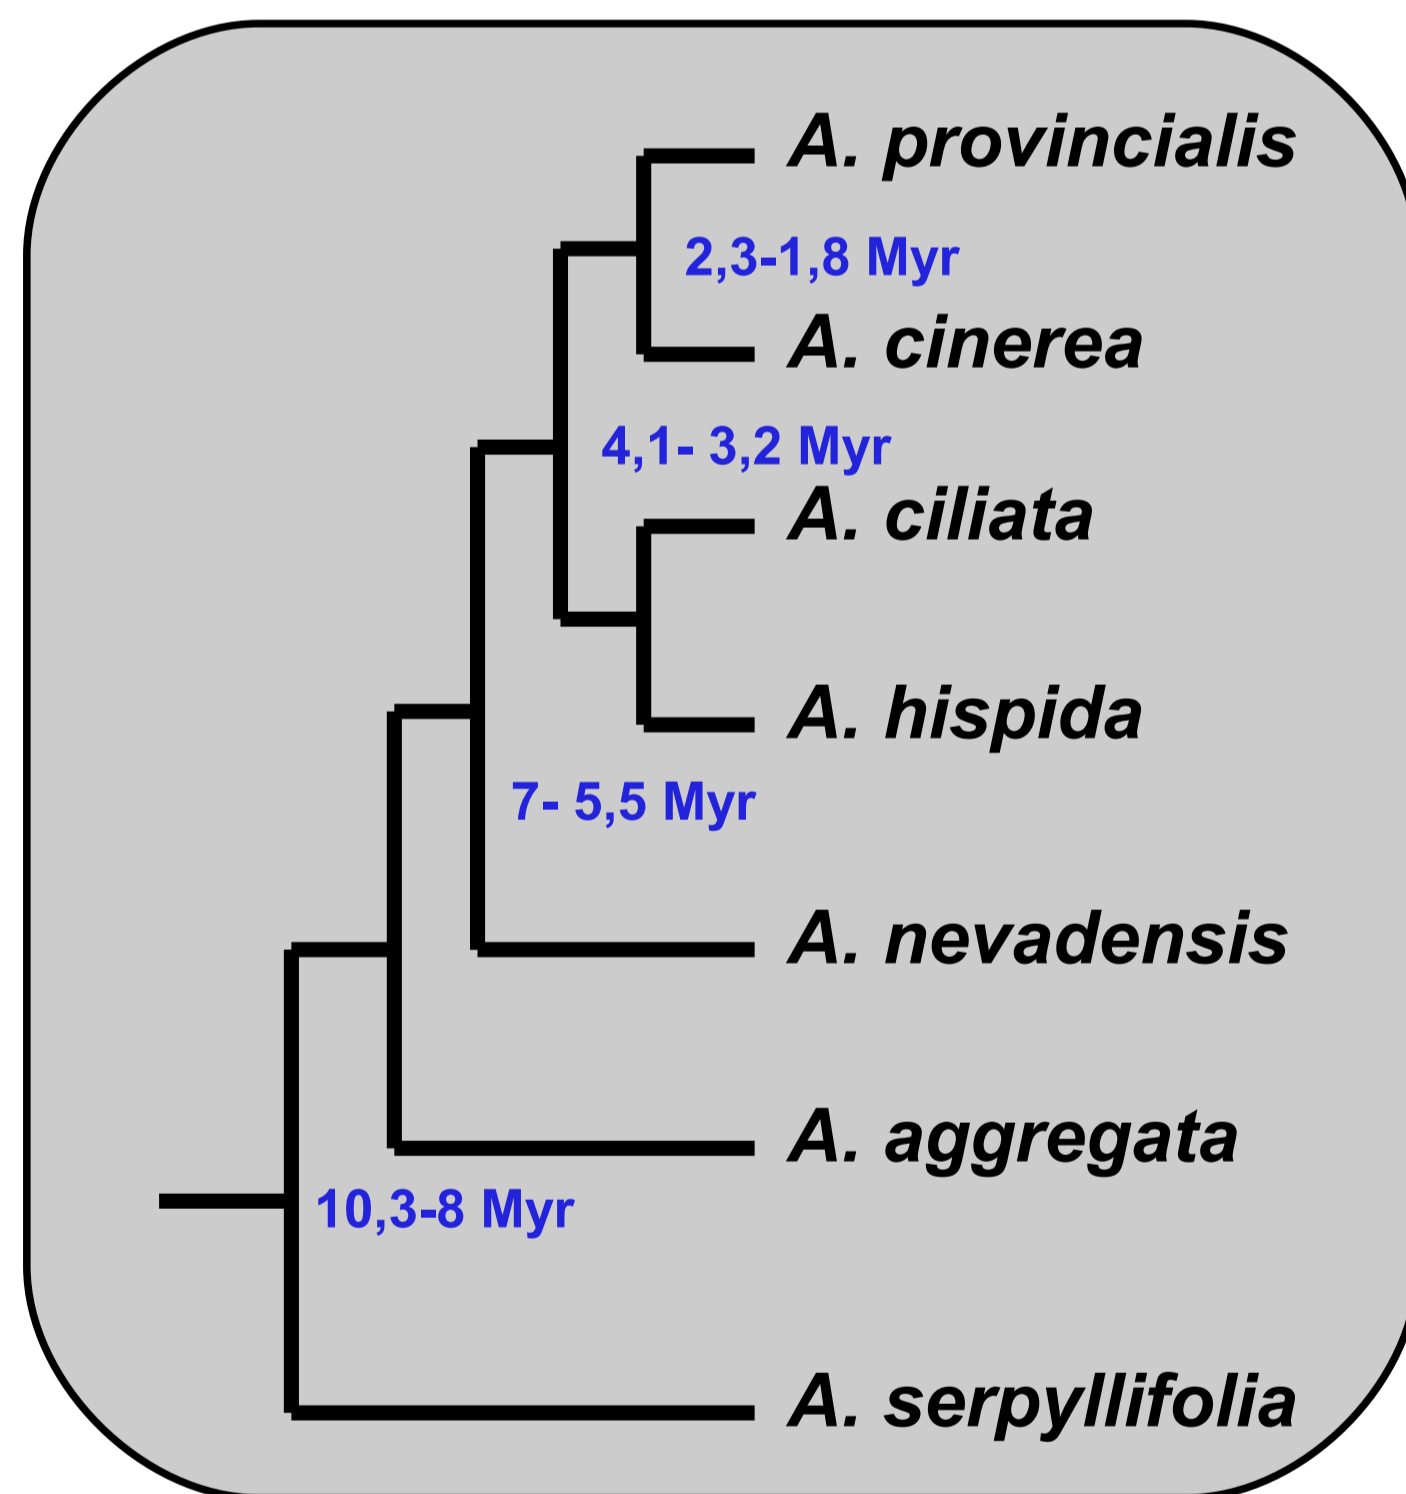 A. provincialis
2,3-1,8 Myr
A. cinerea
4,1- 3,2 Myr
A. ciliata
A. hispida
7- 5,5 Myr
A. nevadensis
A. aggregata
10,3-8 Myr
A. serpyllifolia